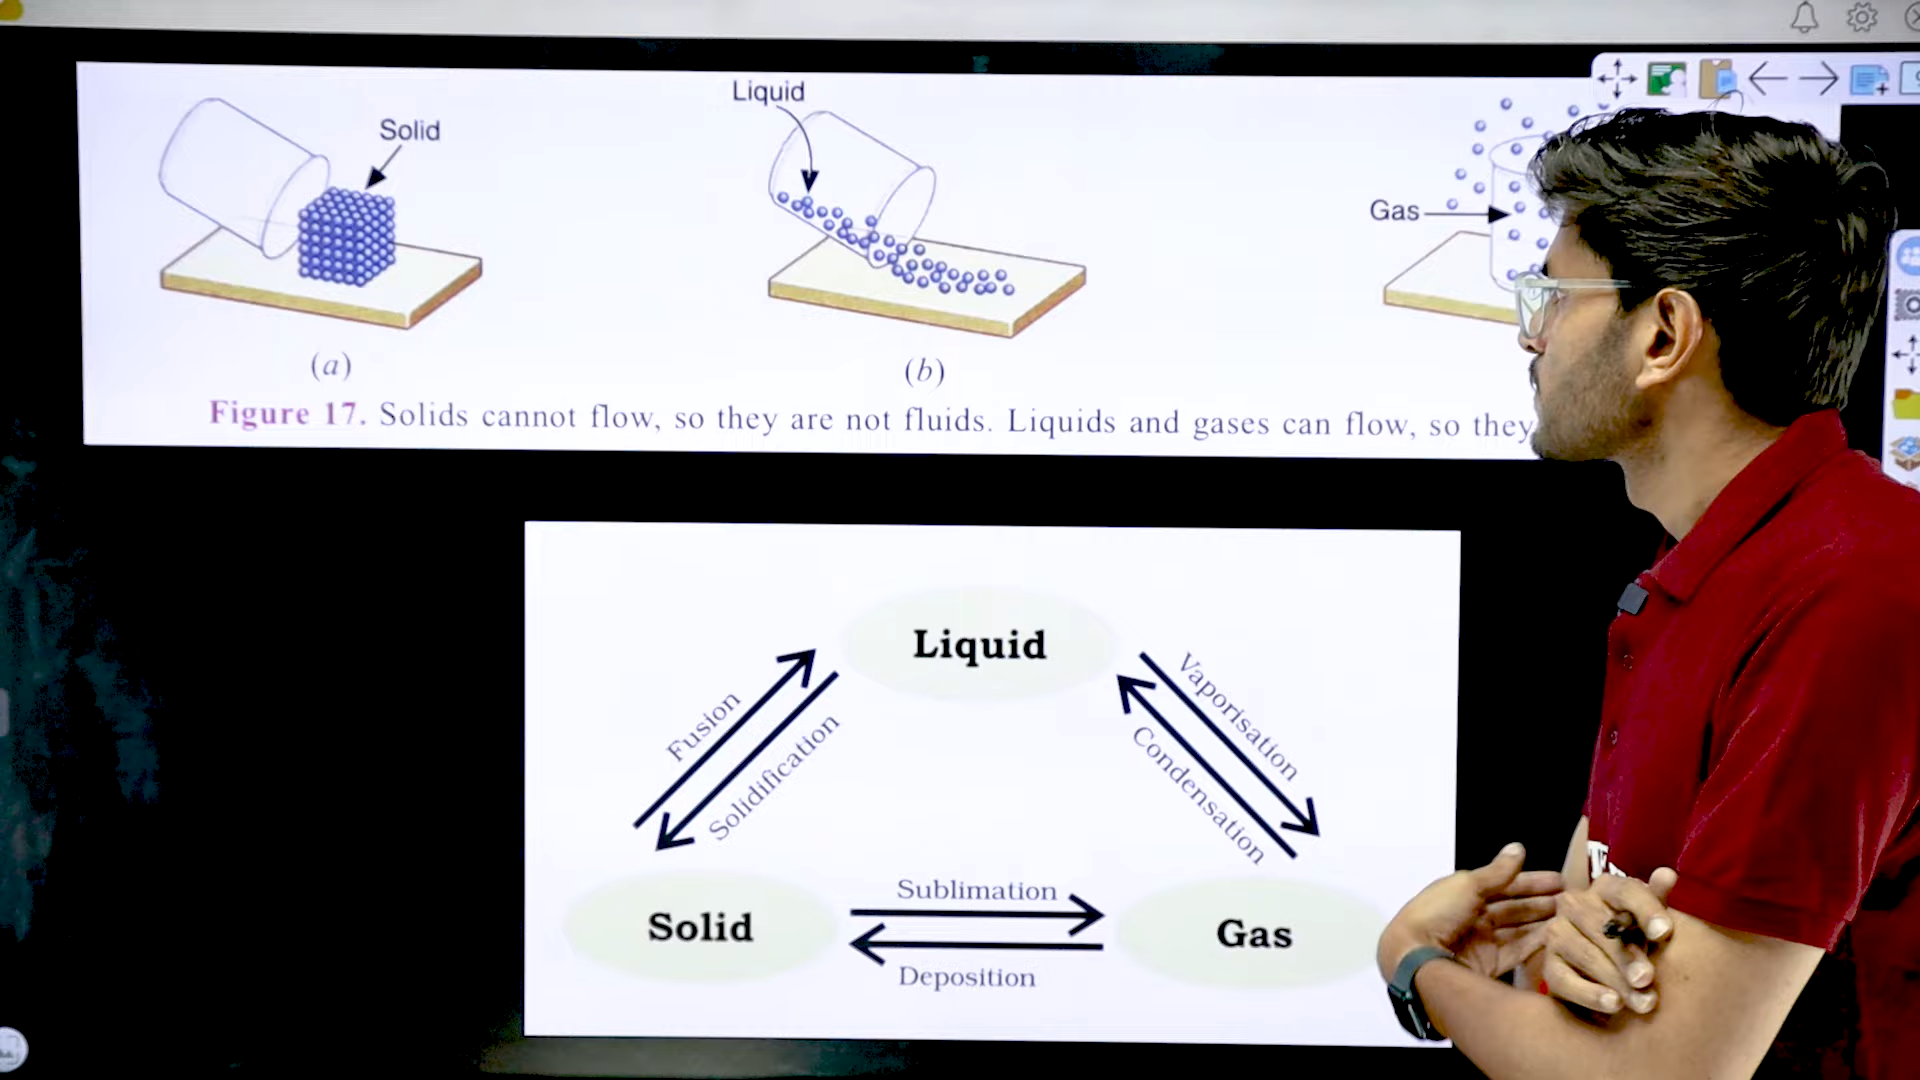 Solid
Liquid
Gas
(a)
(b)
Figure 17. Solids cannot flow, so they are not fluids. Liquids and gases can flow, so they
Liquid
Fusion
Solidification
Vaporisation
Condensation
Solid
Sublimation
Deposition
Gas